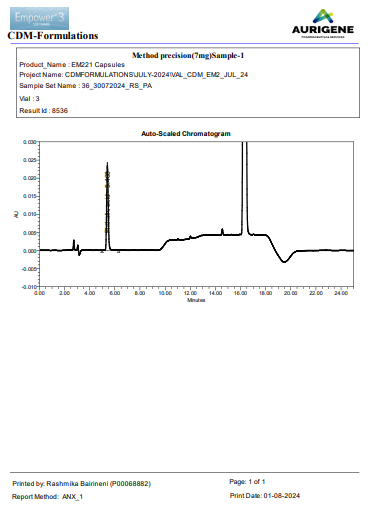 Empower®3
SOFTWARE
AURIGENE
PHARMACEUTICAL SERVICES
CDM-Formulations
Method precision(7mg)Sample-1
Product_Name : EM221 Capsules
Project Name: CDMFORMULATIONS\JULY-2024\VAL_CDM_EM2_JUL_24
Sample Set Name : 36_30072024_RS_PA
Vial : 3
Result Id : 8536
Auto-Scaled Chromatogram
0.030
0.025
0.020
0.015
0.010
0.005
0.000
-0.005
-0.010
AU
0.00 2.00 4.00 6.00 8.00 10.00 12.00 14.00 16.00 18.00 20.00 22.00 24.00
Minutes
Printed by: Rashmika Bairineni (P00068882)
Page: 1 of 1
Report Method: ANX_1
Print Date: 01-08-2024